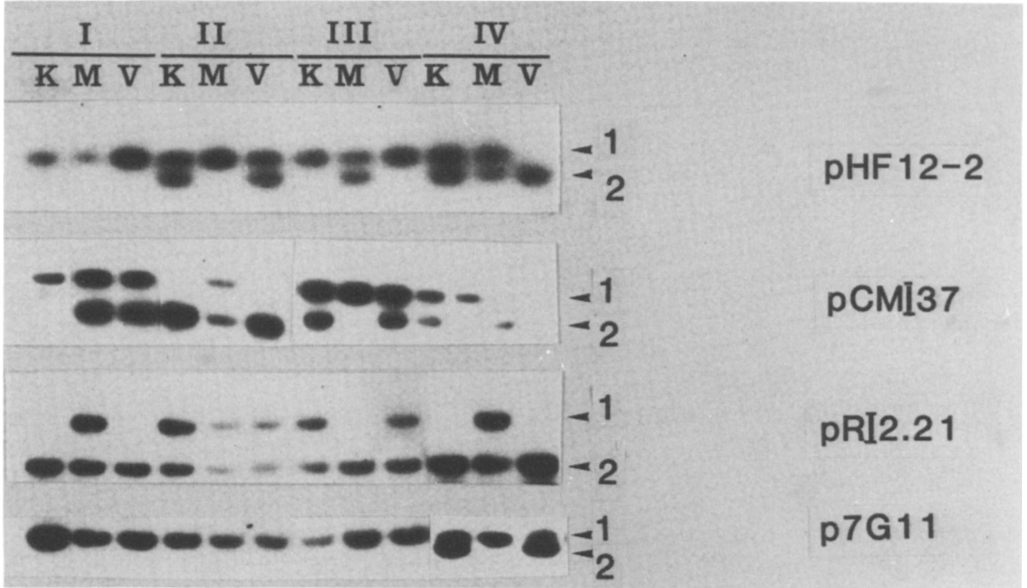 I II III IV
K M V K M V K M V K M V
1
2
pHF12-2
1
2
pCMI37
1
2
pRI2.21
1
2
p7G11